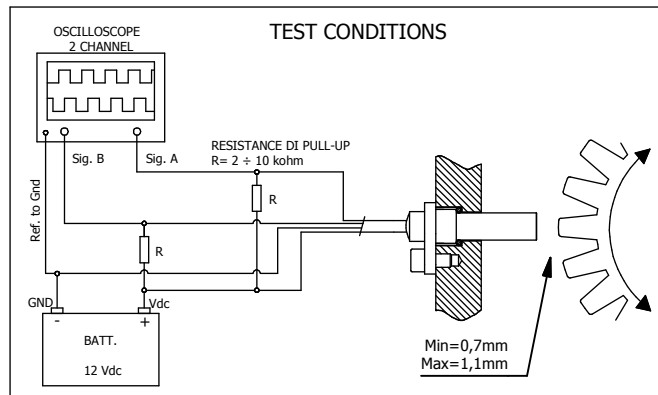 TEST CONDITIONS
OSCILLOSCOPE
2 CHANNEL
Sig. B
Sig. A
RESISTANCE DI PULL-UP
R= 2 ÷ 10 kohm
Ref. to Gnd
R
R
GND
Vdc
-
+
BATT.
12 Vdc
Min=0,7mm
Max=1,1mm